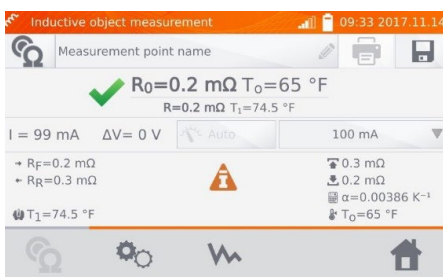 Inductive object measurement 09:33 2017.11.14
Measurement point name
R0=0.2 mΩ To=65 °F
R=0.2 mΩ T1=74.5 °F
I = 99 mA ΔV= 0 V Auto 100 mA
RF=0.2 mΩ 0.3 mΩ
RR=0.3 mΩ 0.2 mΩ
α=0.00386 K⁻¹
T1=74.5 °F To=65 °F